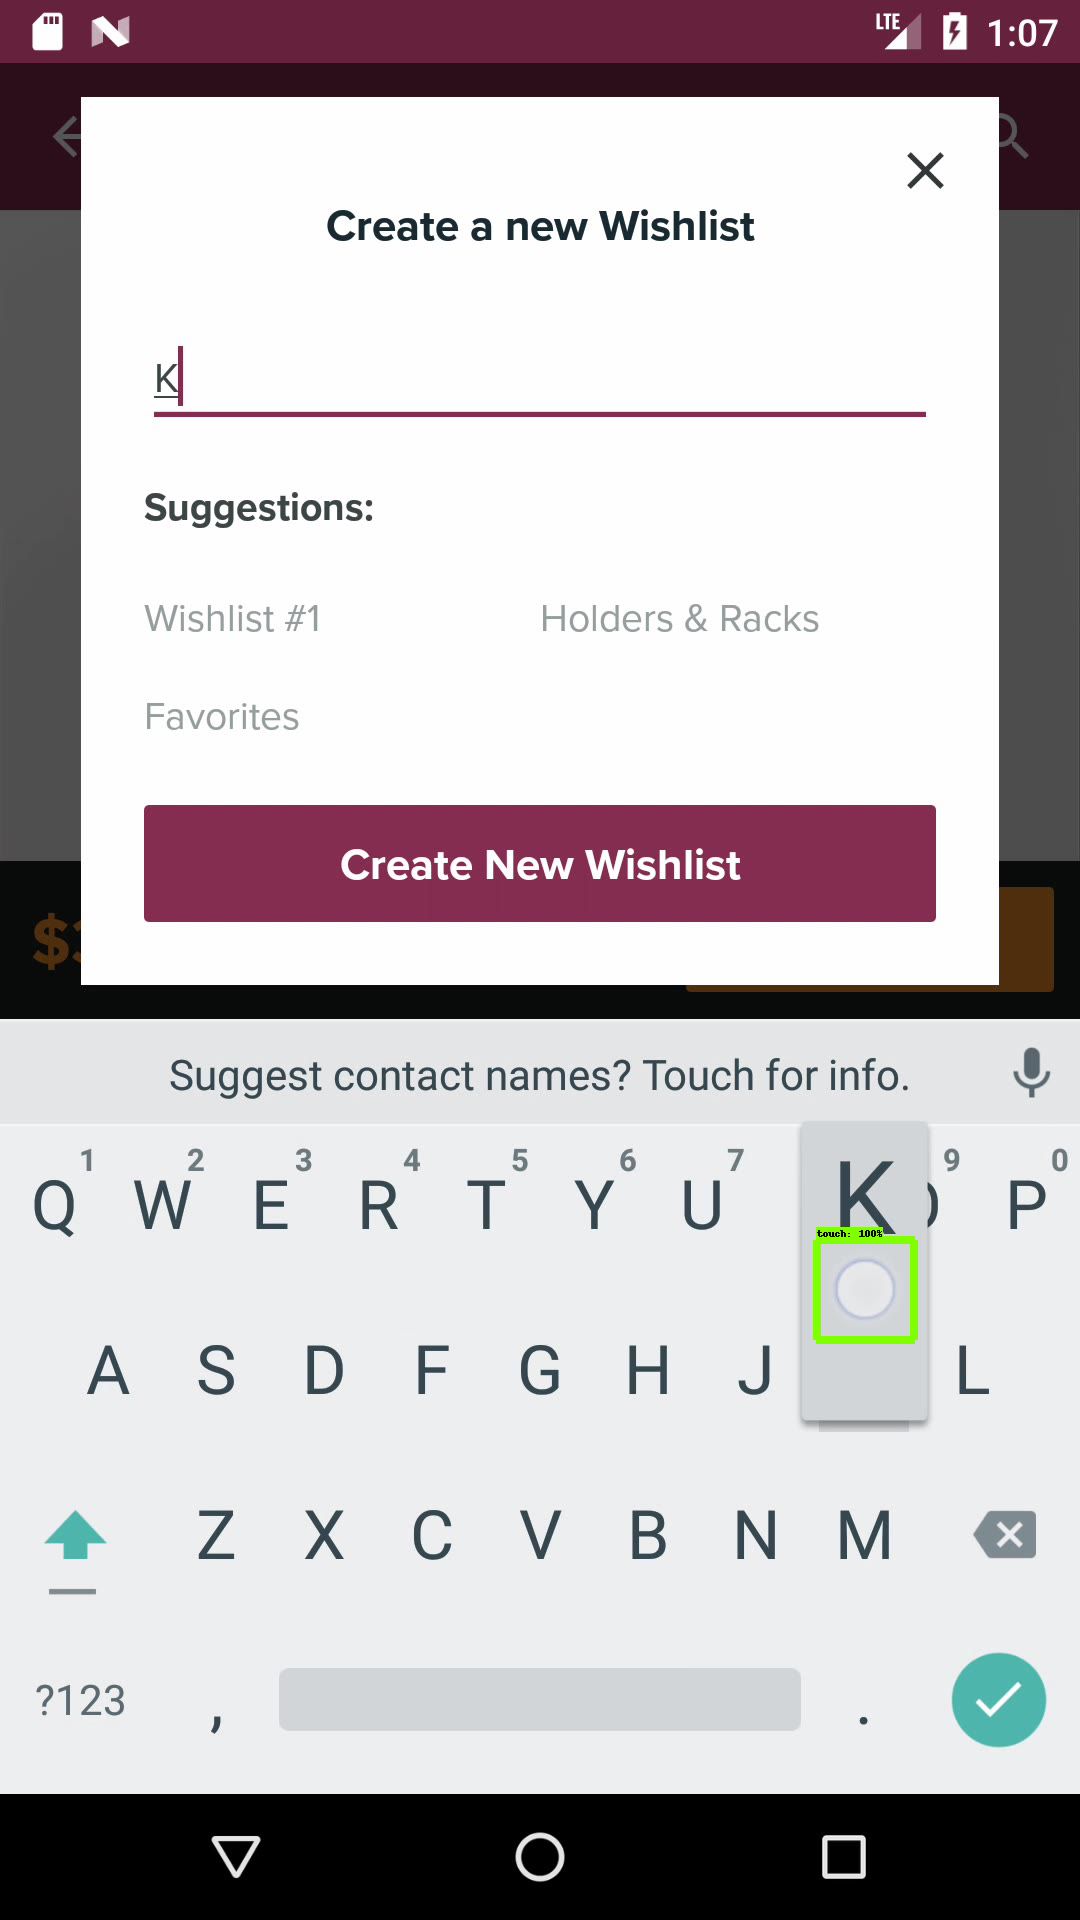 LTE 1:07
Create a new Wishlist
K
Suggestions:
Wishlist #1 Holders & Racks
Favorites
Create New Wishlist
$
Suggest contact names? Touch for info.
1 2 3 4 5 6 7 9 0
Q W E R T Y U K P
touch: 100%
A S D F G H J L
Z X C V B N M
?123 , .